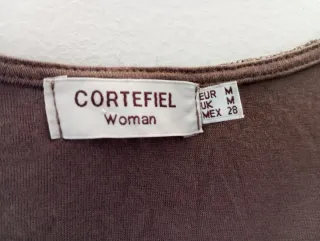 CORTEFIEL
Woman
EUR M
UK M
MEX 28